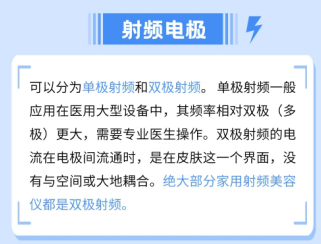 射频电极
可以分为单极射频和双极射频。单极射频一般
应用在医用大型设备中，其频率相对双极（多
极）更大，需要专业医生操作。双极射频的电
流在电极间流通时，是在皮肤这一个界面，没
有与空间或大地耦合。绝大部分家用射频美容
仪都是双极射频。